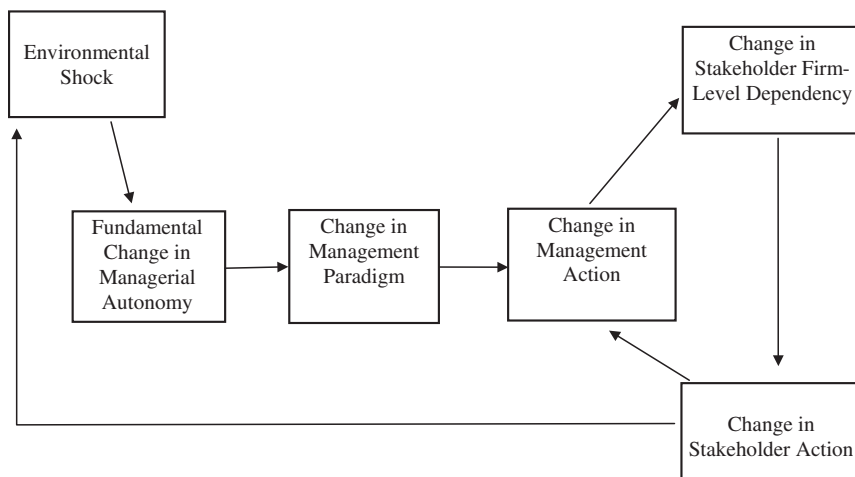 Environmental
Shock
Change in
Stakeholder Firm-
Level Dependency
Fundamental
Change in
Managerial
Autonomy
Change in
Management
Paradigm
Change in
Management
Action
Change in
Stakeholder Action